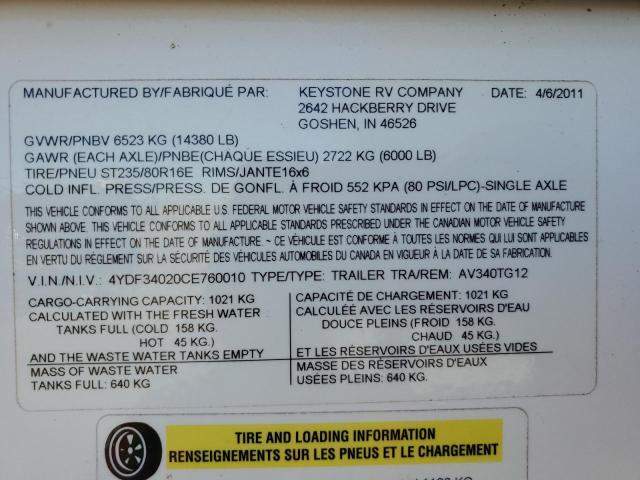 MANUFACTURED BY/FABRIQUÉ PAR: KEYSTONE RV COMPANY DATE: 4/6/2011
2642 HACKBERRY DRIVE
GOSHEN, IN 46526
GVWR/PNBV 6523 KG (14380 LB)
GAWR (EACH AXLE)/PNBE(CHAQUE ESSIEU) 2722 KG (6000 LB)
TIRE/PNEU ST235/80R16E RIMS/JANTE16x6
COLD INFL. PRESS/PRESS. DE GONFL. À FROID 552 KPA (80 PSI/LPC)-SINGLE AXLE
THIS VEHICLE CONFORMS TO ALL APPLICABLE U.S. FEDERAL MOTOR VEHICLE SAFETY STANDARDS IN EFFECT ON THE DATE OF MANUFACTURE
SHOWN ABOVE. THIS VEHICLE CONFORMS TO ALL APPLICABLE STANDARDS PRESCRIBED UNDER THE CANADIAN MOTOR VEHICLE SAFETY
REGULATIONS IN EFFECT ON THE DATE OF MANUFACTURE ~ CE VÉHICULE EST CONFORME À TOUTES LES NORMES QUI LUI SONT APPLICABLES
EN VERTU DU RÈGLEMENT SUR LA SÉCURITÉ DES VÉHICULES AUTOMOBILES DU CANADA EN VIGUEUR À LA DATE DE SA FABRICATION.
V.I.N./N.I.V.: 4YDF34020CE760010 TYPE/TYPE: TRAILER TRA/REM: AV340TG12
CARGO-CARRYING CAPACITY: 1021 KG
CALCULATED WITH THE FRESH WATER
TANKS FULL (COLD 158 KG.
HOT 45 KG.)
AND THE WASTE WATER TANKS EMPTY
MASS OF WASTE WATER
TANKS FULL: 640 KG
CAPACITÉ DE CHARGEMENT: 1021 KG
CALCULÉE AVEC LES RÉSERVOIRS D'EAU
DOUCE PLEINS (FROID 158 KG.
CHAUD 45 KG.)
ET LES RÉSERVOIRS D'EAUX USÉES VIDES
MASSE DES RÉSERVOIRS D'EAUX
USÉES PLEINS: 640 KG.
TIRE AND LOADING INFORMATION
RENSEIGNEMENTS SUR LES PNEUS ET LE CHARGEMENT